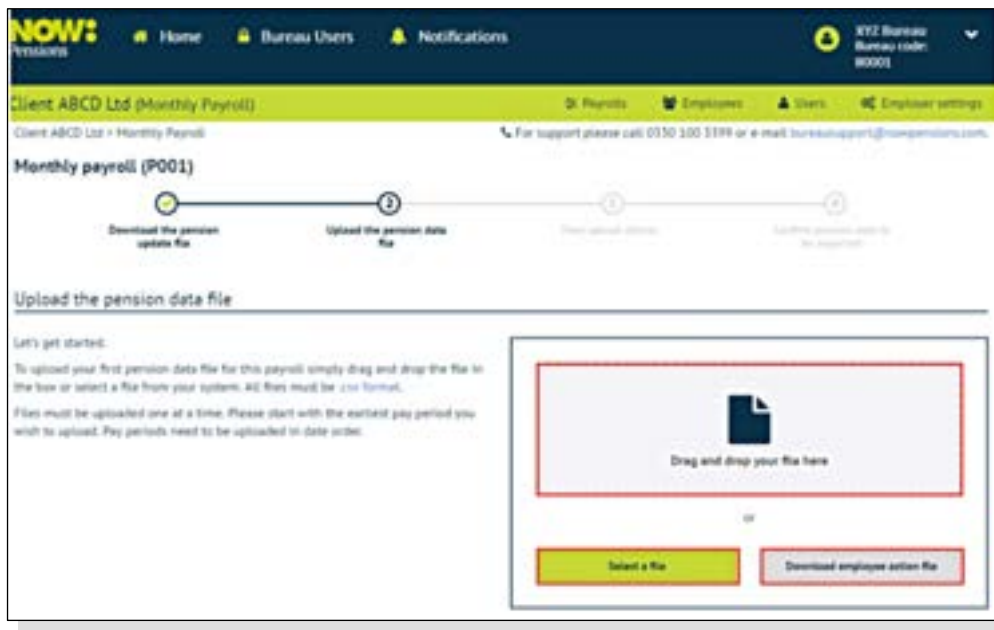 NOW:
Pensions
Home
Bureau Users
Notifications
XYZ Bureau
Bureau code:
B0001
Client ABCD Ltd (Monthly Payroll)
Payrolls
Employees
Users
Employer settings
Client ABCD Ltd > Monthly Payroll
For support please call 0330 100 3399 or e-mail bureausupport@nowpensions.com.
Monthly payroll (P001)
2
Download the pension
update file
Upload the pension data
file
3
4
Upload the pension data file
Let's get started:
To upload your first pension data file for this payroll simply drag and drop the file in
the box or select a file from your system. All files must be .csv format.
Files must be uploaded one at a time. Please start with the earliest pay period you
wish to upload. Pay periods need to be uploaded in date order.
Drag and drop your file here
or
Select a file
Download employee action file